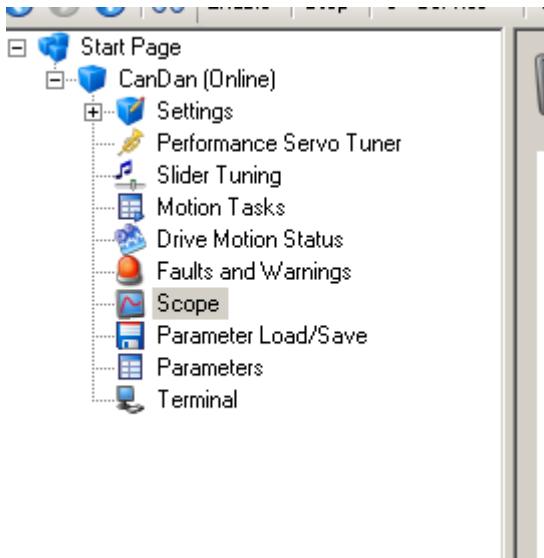 Start Page
CanDan (Online)
Settings
Performance Servo Tuner
Slider Tuning
Motion Tasks
Drive Motion Status
Faults and Warnings
Scope
Parameter Load/Save
Parameters
Terminal